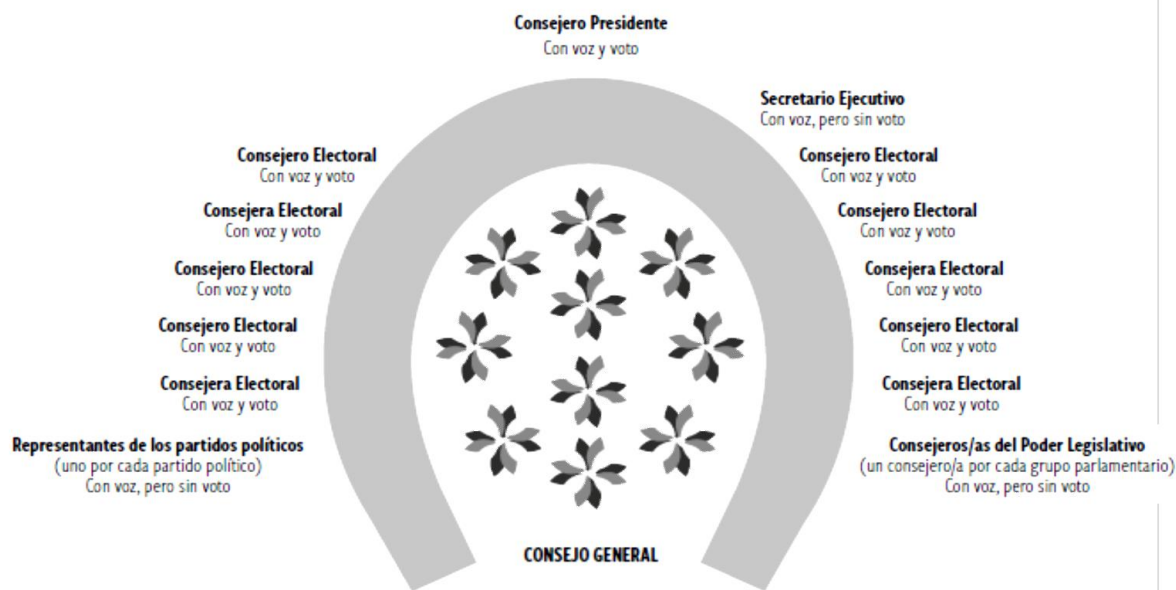 Consejero Presidente
Con voz y voto
Secretario Ejecutivo
Con voz, pero sin voto
Consejero Electoral
Con voz y voto
Consejero Electoral
Con voz y voto
Consejera Electoral
Con voz y voto
Consejero Electoral
Con voz y voto
Consejero Electoral
Con voz y voto
Consejera Electoral
Con voz y voto
Consejero Electoral
Con voz y voto
Consejero Electoral
Con voz y voto
Consejera Electoral
Con voz y voto
Consejera Electoral
Con voz y voto
Representantes de los partidos políticos
(uno por cada partido político)
Con voz, pero sin voto
Consejeros/as del Poder Legislativo
(un consejero/a por cada grupo parlamentario)
Con voz, pero sin voto
CONSEJO GENERAL